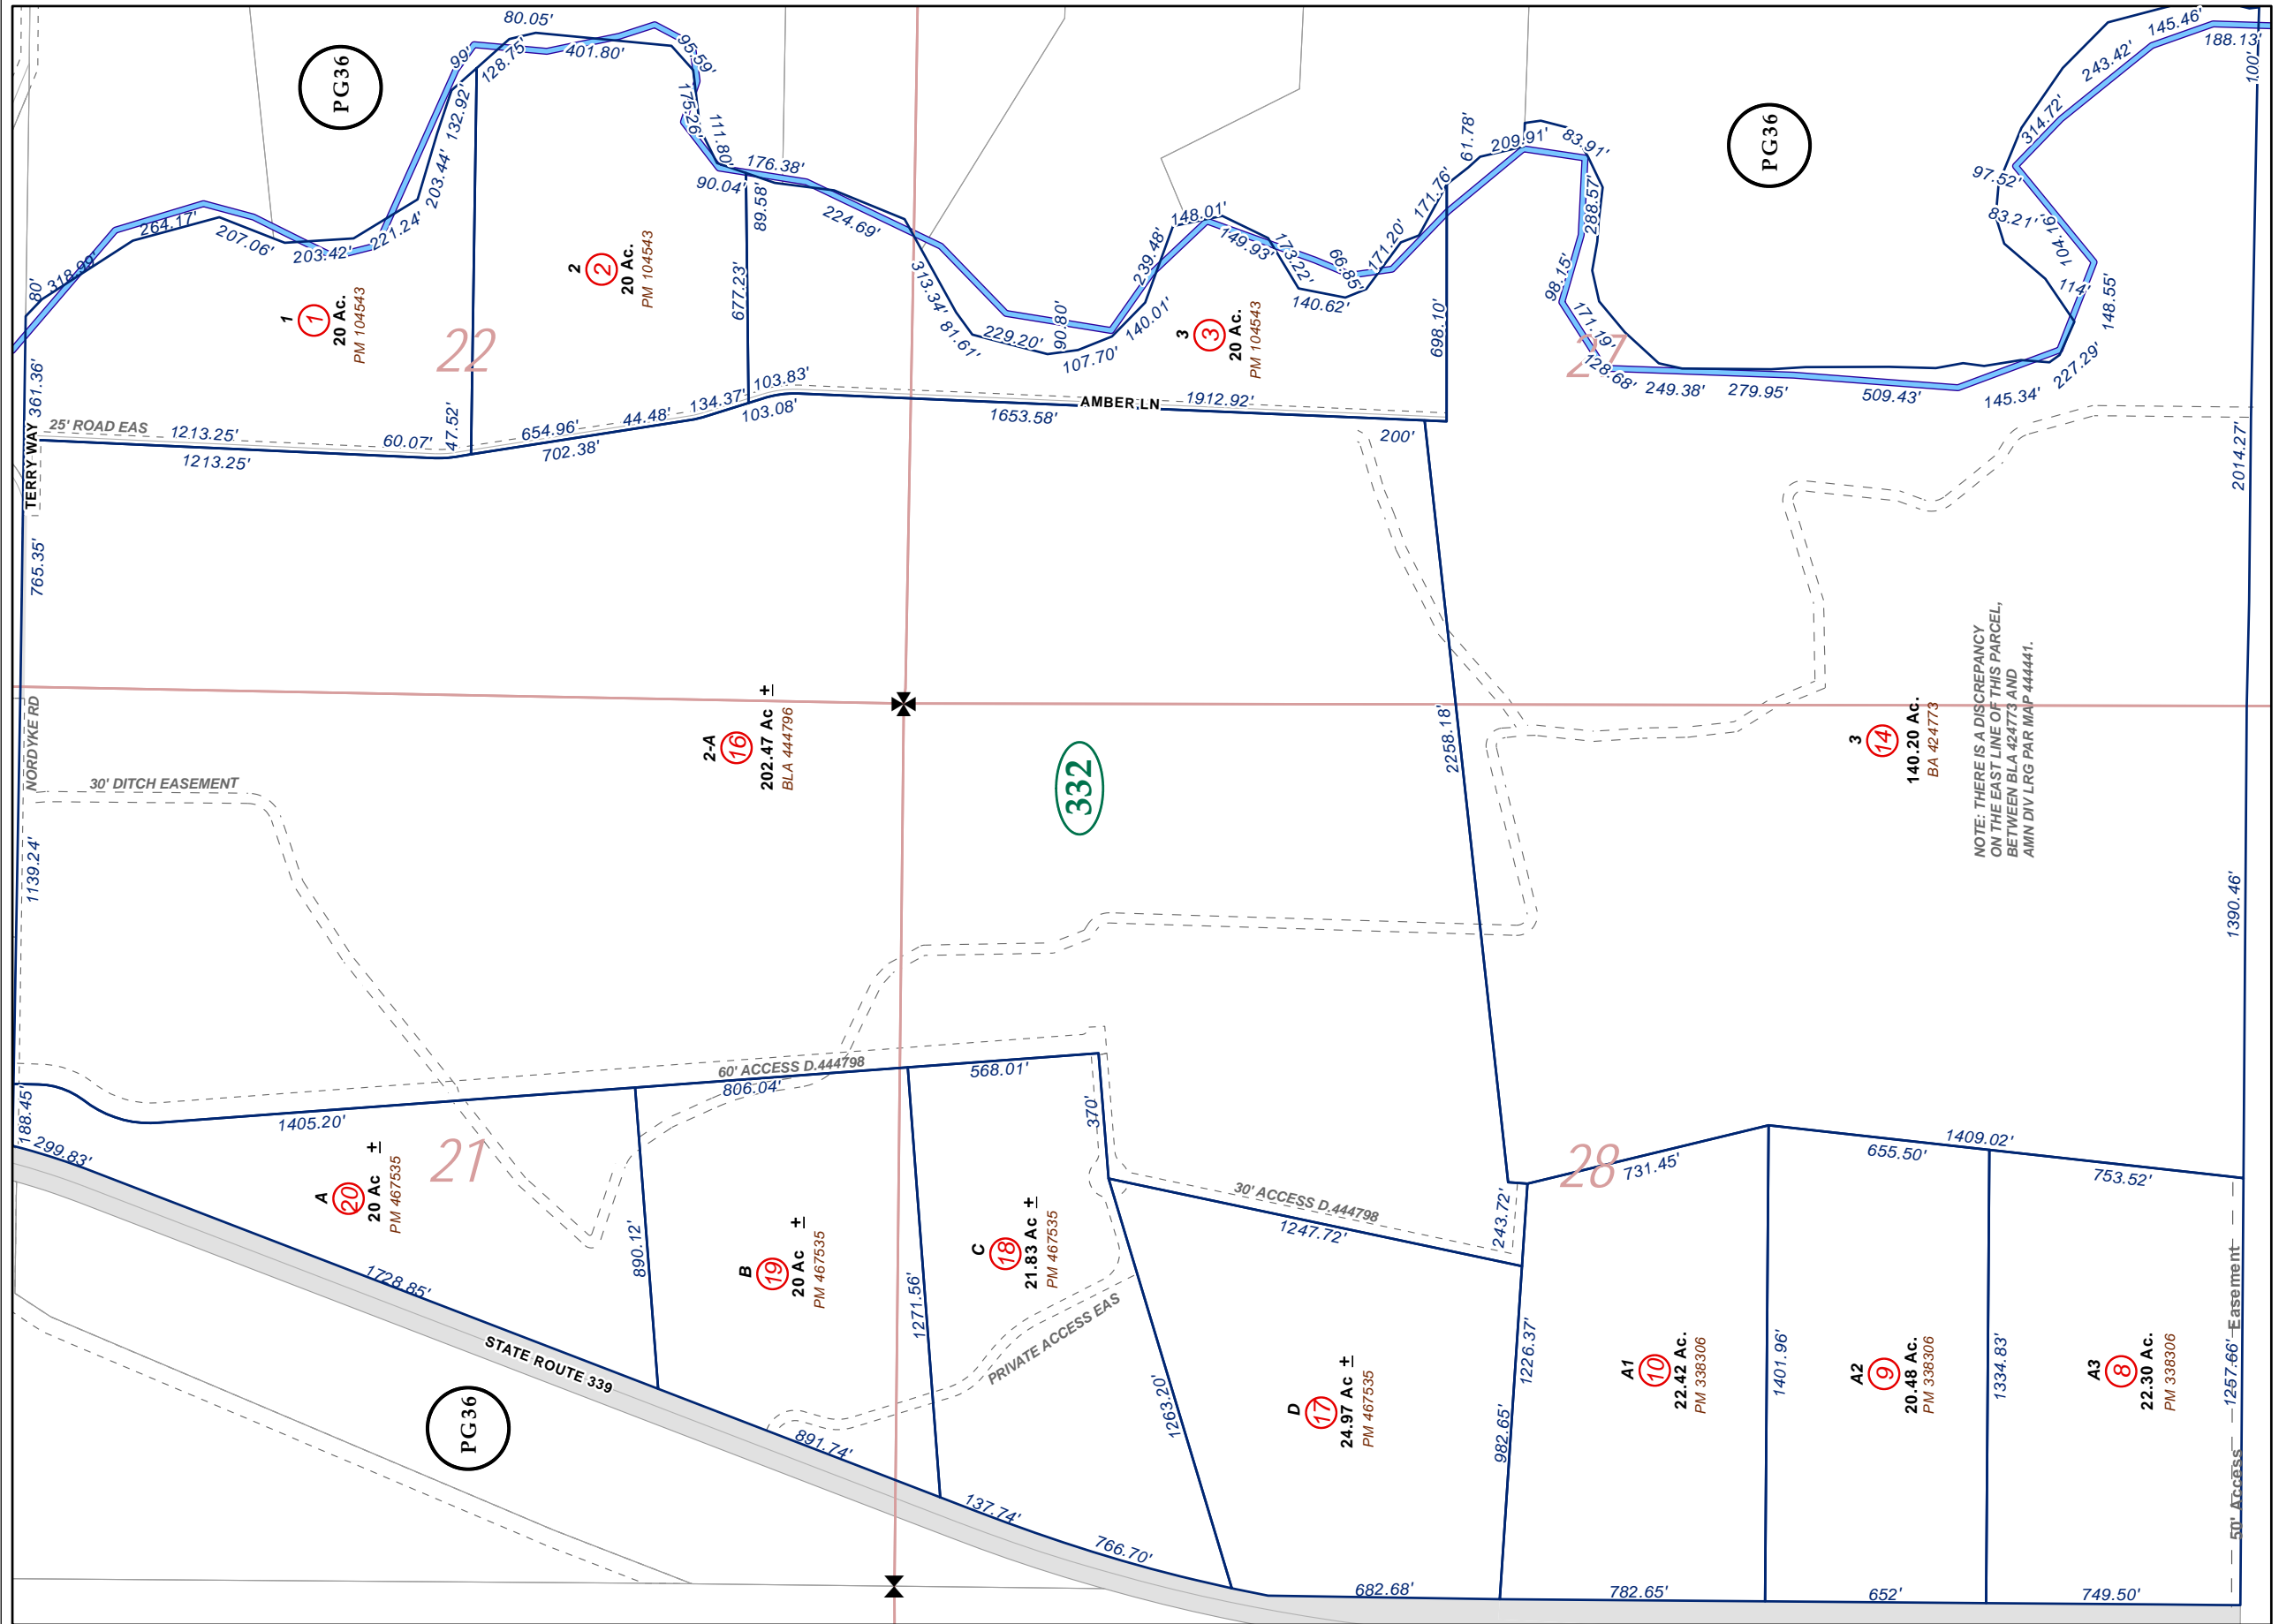 80.05'
99'
128.75'
401.80'
95.59'
PG36
132.92'
175.26'
111.80'
176.38'
90.04'
89.58'
203.44'
264.17'
207.06'
203.42'
221.24'
318.99'
80'
224.69'
313.34'
81.61'
229.20'
90.80'
107.70'
140.01'
239.48'
148.01'
149.93'
173.22'
140.62'
66.85'
171.20'
171.76'
61.78'
209.91'
83.91'
288.57'
98.15'
171.19'
128.68'
249.38'
279.95'
509.43'
145.34'
227.29'
148.55'
114'
104.16'
83.21'
97.52'
314.72'
243.42'
145.46'
188.13'
100'
PG36
1
1
20 Ac.
PM 104543
22
2
2
20 Ac.
PM 104543
677.23'
3
3
20 Ac.
PM 104543
698.10'
27
361.36'
TERRY WAY
25' ROAD EAS
1213.25'
1213.25'
60.07'
47.52'
654.96'
702.38'
44.48'
134.37'
103.83'
103.08'
1653.58'
AMBER LN
1912.92'
200'
2014.27'
765.35'
NORDYKE RD
30' DITCH EASEMENT
1139.24'
2-A
16
202.47 Ac ±
BLA 444796
332
2258.18'
3
14
140.20 Ac.
BA 424773
NOTE: THERE IS A DISCREPANCY
ON THE EAST LINE OF THIS PARCEL,
BETWEEN BLA 424773 AND
AMN DIV LRG PAR MAP 444441.
1390.46'
188.45'
299.83'
1405.20'
60' ACCESS D.444798
806.04'
568.01'
370'
21
A
20
20 Ac ±
PM 467535
1728.85'
STATE ROUTE 339
890.12'
B
19
20 Ac ±
PM 467535
891.74'
1271.56'
C
18
21.83 Ac ±
PM 467535
PRIVATE ACCESS EAS
137.74'
766.70'
1263.20'
30' ACCESS D.444798
1247.72'
243.72'
28
731.45'
655.50'
1409.02'
753.52'
D
17
24.97 Ac ±
PM 467535
682.68'
982.65'
1226.37'
A1
10
22.42 Ac.
PM 338306
782.65'
1401.96'
A2
9
20.48 Ac.
PM 338306
652'
1334.83'
A3
8
22.30 Ac.
PM 338306
749.50'
1257.66'
50' Access Easement
PG36